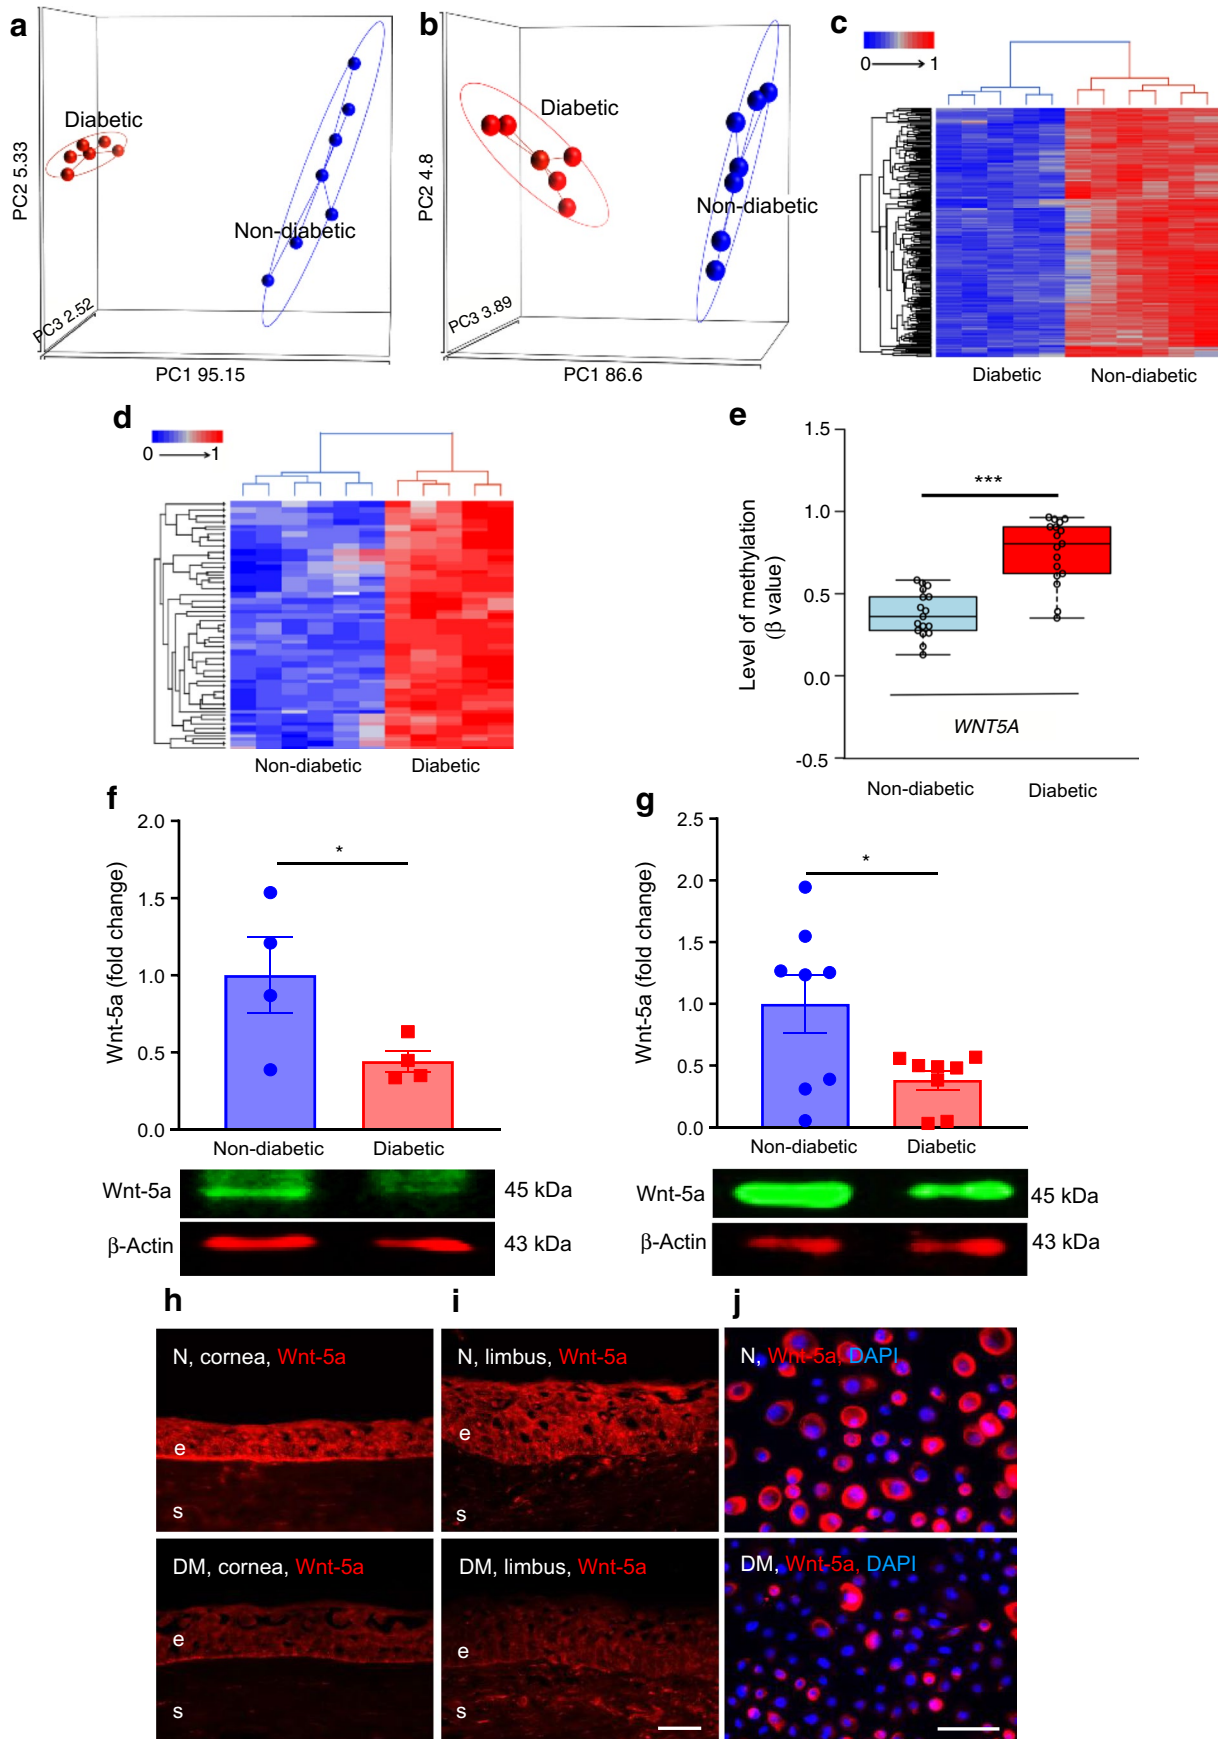 a
PC2 5.33
Diabetic
Non-diabetic
PC3 2.52
PC1 95.15
b
PC2 4.8
Diabetic
Non-diabetic
PC3 3.89
PC1 86.6
c
0 1
Diabetic Non-diabetic
d
0 1
Non-diabetic Diabetic
e
Level of methylation
(β value)
1.5
1.0
0.5
0.0
-0.5
***
WNT5A
Non-diabetic Diabetic
f
Wnt-5a (fold change)
2.0
1.5
1.0
0.5
0.0
*
Non-diabetic Diabetic
Wnt-5a 45 kDa
β-Actin 43 kDa
g
Wnt-5a (fold change)
2.5
2.0
1.5
1.0
0.5
0.0
*
Non-diabetic Diabetic
Wnt-5a 45 kDa
β-Actin 43 kDa
h
N, cornea, Wnt-5a
e
s
DM, cornea, Wnt-5a
e
s
i
N, limbus, Wnt-5a
s
DM, limbus, Wnt-5a
e
s
j
N, Wnt-5a, DAPI
DM, Wnt-5a, DAPI